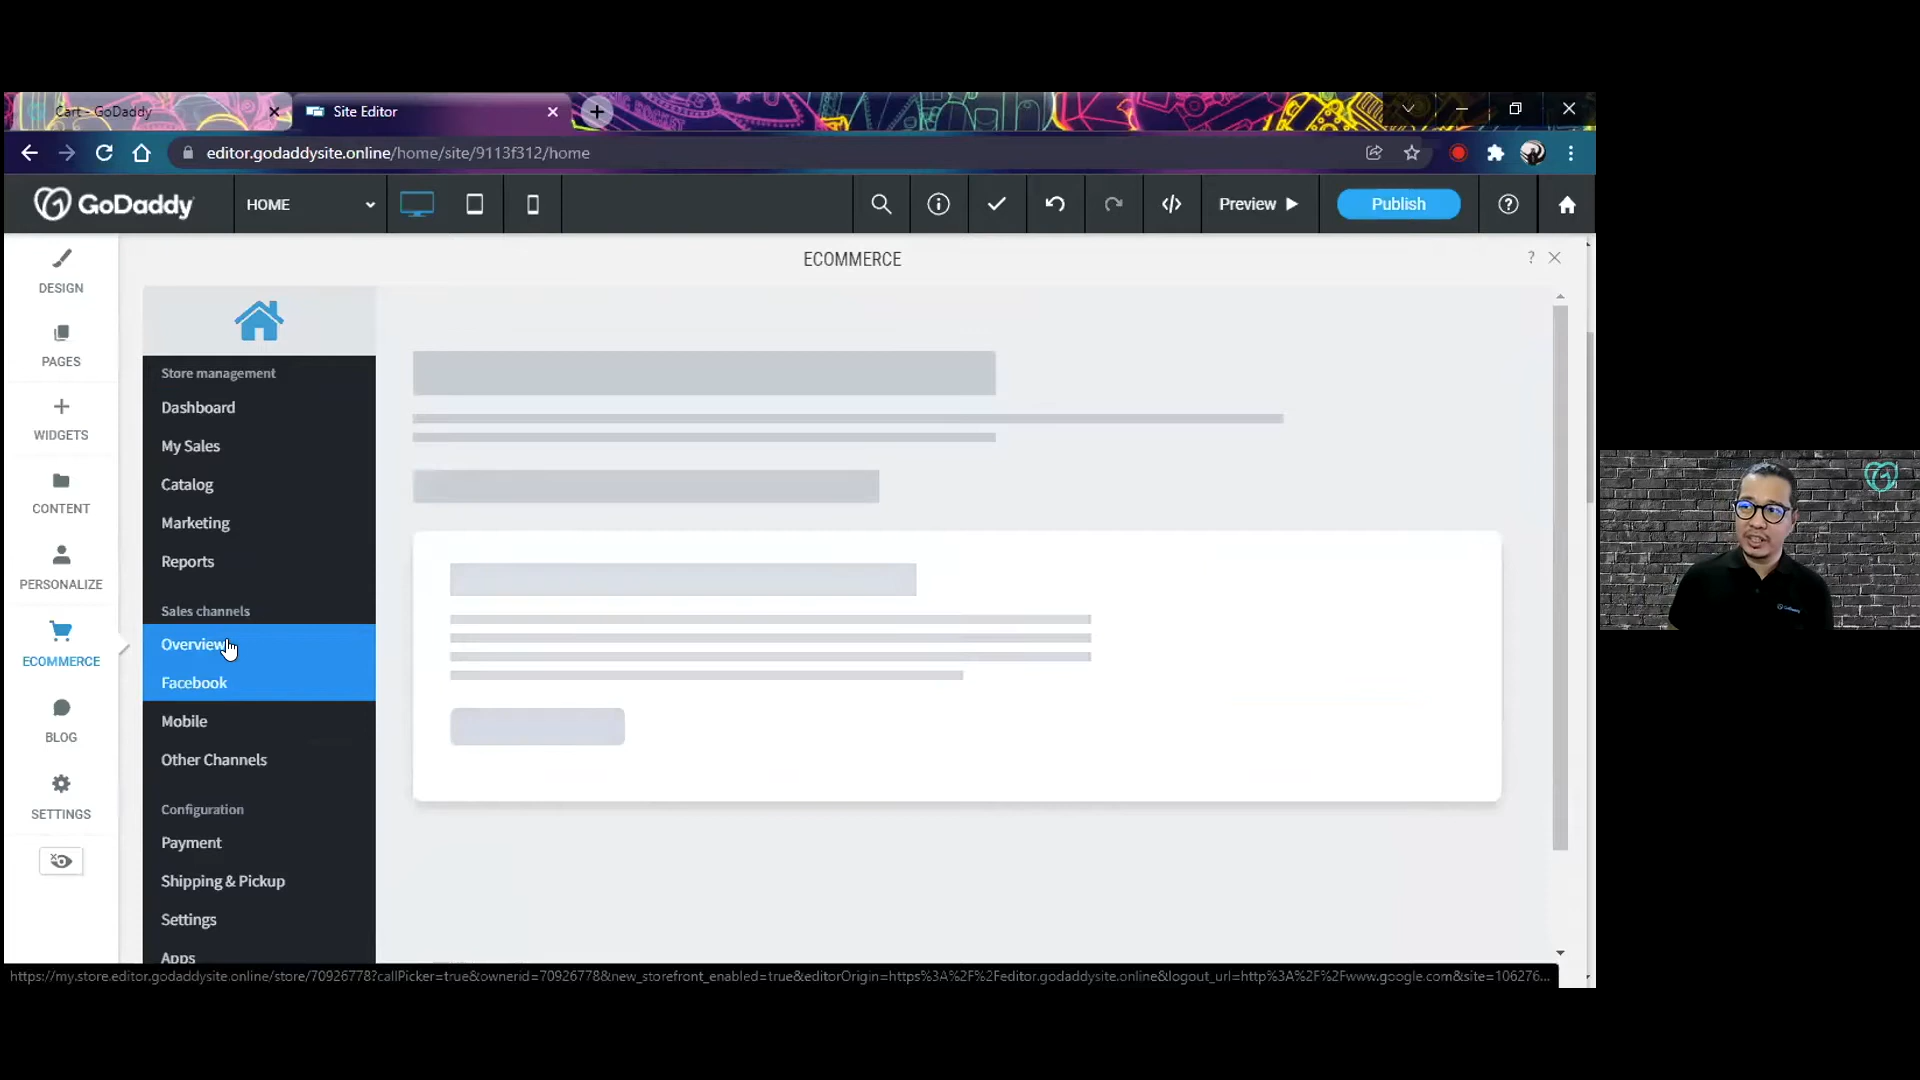 Cart - GoDaddy
Site Editor
editor.godaddysite.online/home/site/9113f312/home
GoDaddy
HOME
Preview
Publish
DESIGN
PAGES
WIDGETS
CONTENT
PERSONALIZE
ECOMMERCE
BLOG
SETTINGS
ECOMMERCE
?
Store management
Dashboard
My Sales
Catalog
Marketing
Reports
Sales channels
Overview
Facebook
Mobile
Other Channels
Configuration
Payment
Shipping & Pickup
Settings
Apps
https://my.store.editor.godaddysite.online/store/70926778?callPicker=true&ownerid=70926778&new_storefront_enabled=true&editorOrigin=https%3A%2F%2Feditor.godaddysite.online&logout_url=http%3A%2F%2Fwww.google.com&site=106276...